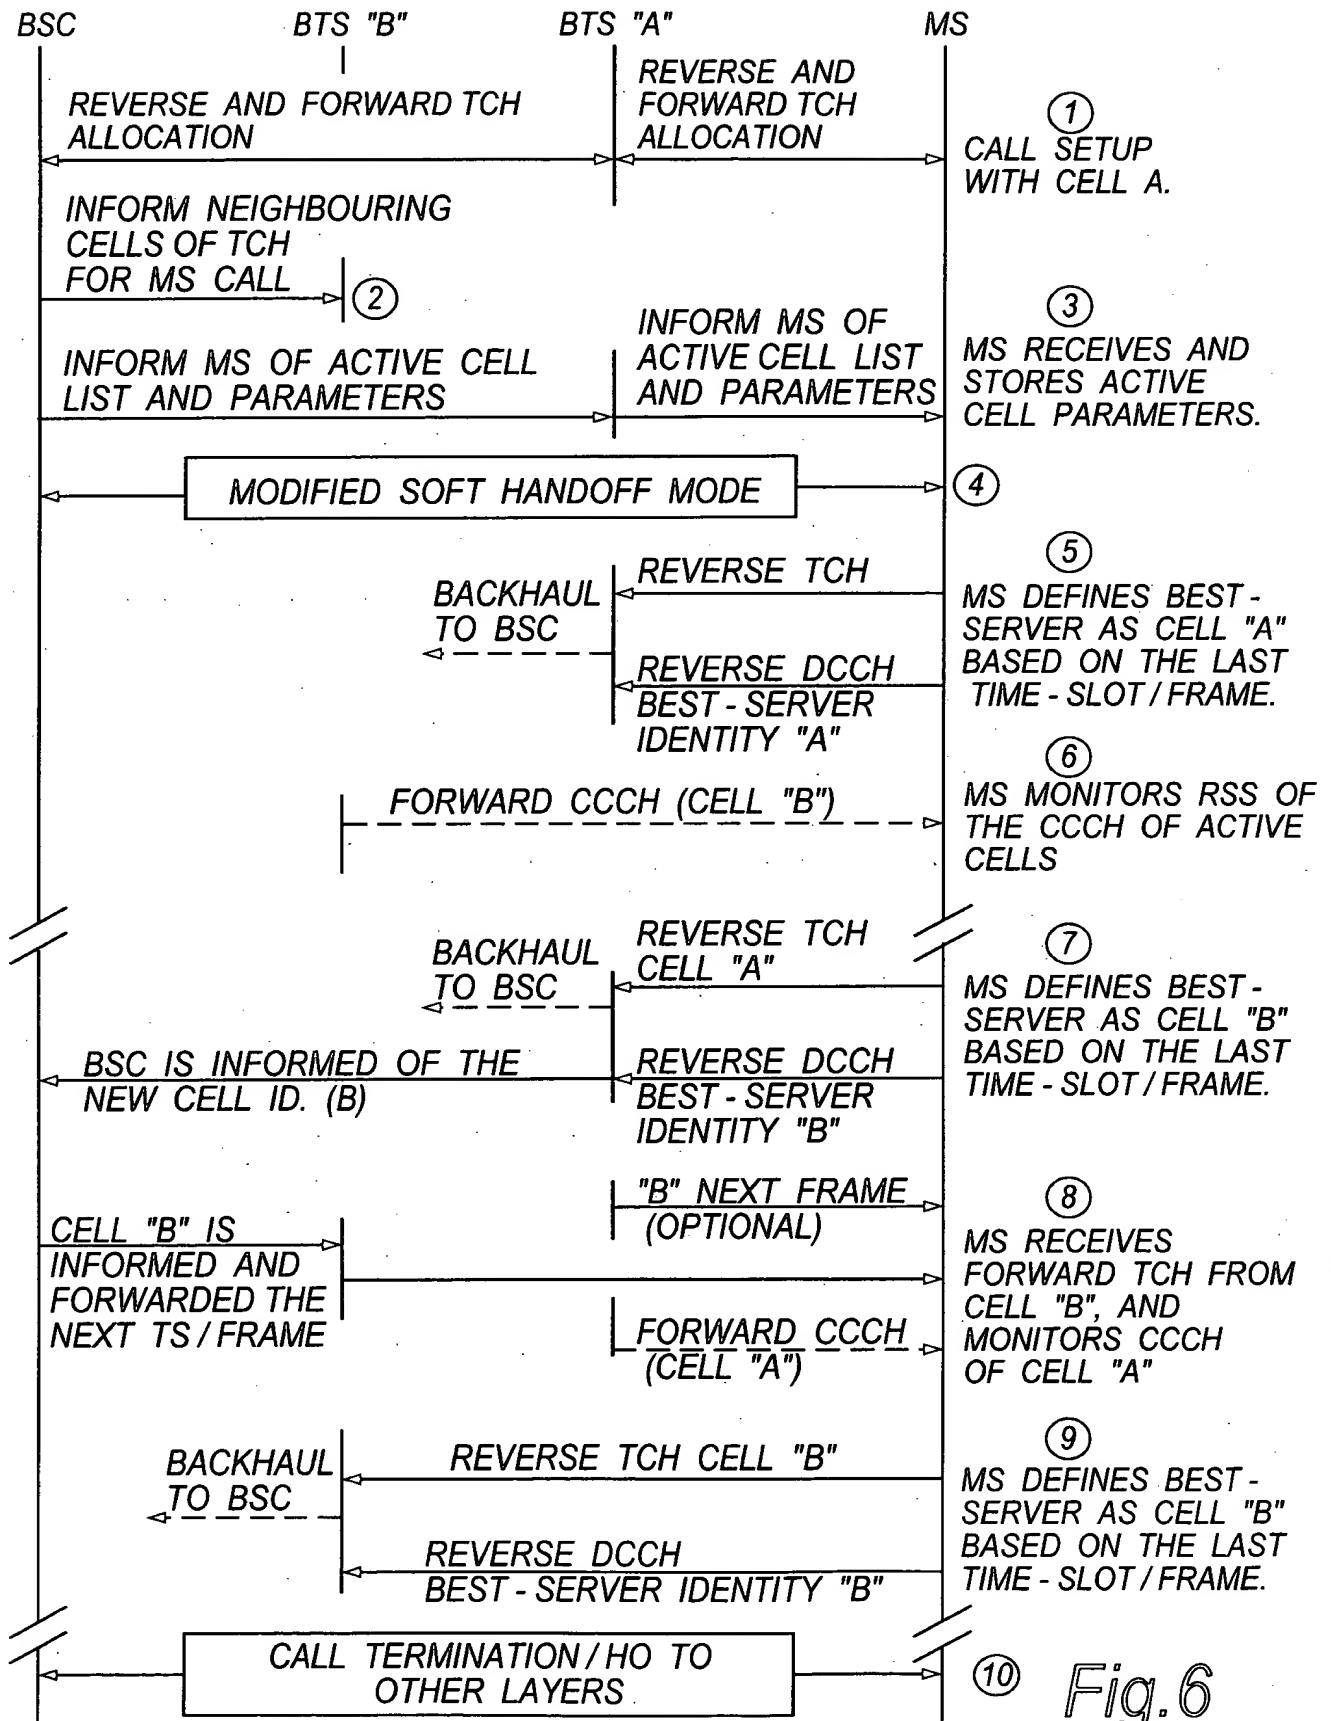 BSC BTS "B" BTS "A" MS
REVERSE AND FORWARD TCH
ALLOCATION
REVERSE AND
FORWARD TCH
ALLOCATION
1
CALL SETUP
WITH CELL A.
INFORM NEIGHBOURING
CELLS OF TCH
FOR MS CALL
2
INFORM MS OF ACTIVE CELL
LIST AND PARAMETERS
INFORM MS OF
ACTIVE CELL LIST
AND PARAMETERS
3
MS RECEIVES AND
STORES ACTIVE
CELL PARAMETERS.
MODIFIED SOFT HANDOFF MODE
4
REVERSE TCH
BACKHAUL
TO BSC
REVERSE DCCH
BEST - SERVER
IDENTITY "A"
5
MS DEFINES BEST -
SERVER AS CELL "A"
BASED ON THE LAST
TIME - SLOT / FRAME.
FORWARD CCCH (CELL "B")
6
MS MONITORS RSS OF
THE CCCH OF ACTIVE
CELLS
REVERSE TCH
CELL "A"
BACKHAUL
TO BSC
BSC IS INFORMED OF THE
NEW CELL ID. (B)
REVERSE DCCH
BEST - SERVER
IDENTITY "B"
7
MS DEFINES BEST -
SERVER AS CELL "B"
BASED ON THE LAST
TIME - SLOT / FRAME.
"B" NEXT FRAME
(OPTIONAL)
CELL "B" IS
INFORMED AND
FORWARDED THE
NEXT TS / FRAME
FORWARD CCCH
(CELL "A")
8
MS RECEIVES
FORWARD TCH FROM
CELL "B", AND
MONITORS CCCH
OF CELL "A"
BACKHAUL
TO BSC
REVERSE TCH CELL "B"
REVERSE DCCH
BEST - SERVER IDENTITY "B"
9
MS DEFINES BEST -
SERVER AS CELL "B"
BASED ON THE LAST
TIME - SLOT / FRAME.
CALL TERMINATION / HO TO
OTHER LAYERS
10
Fig.6